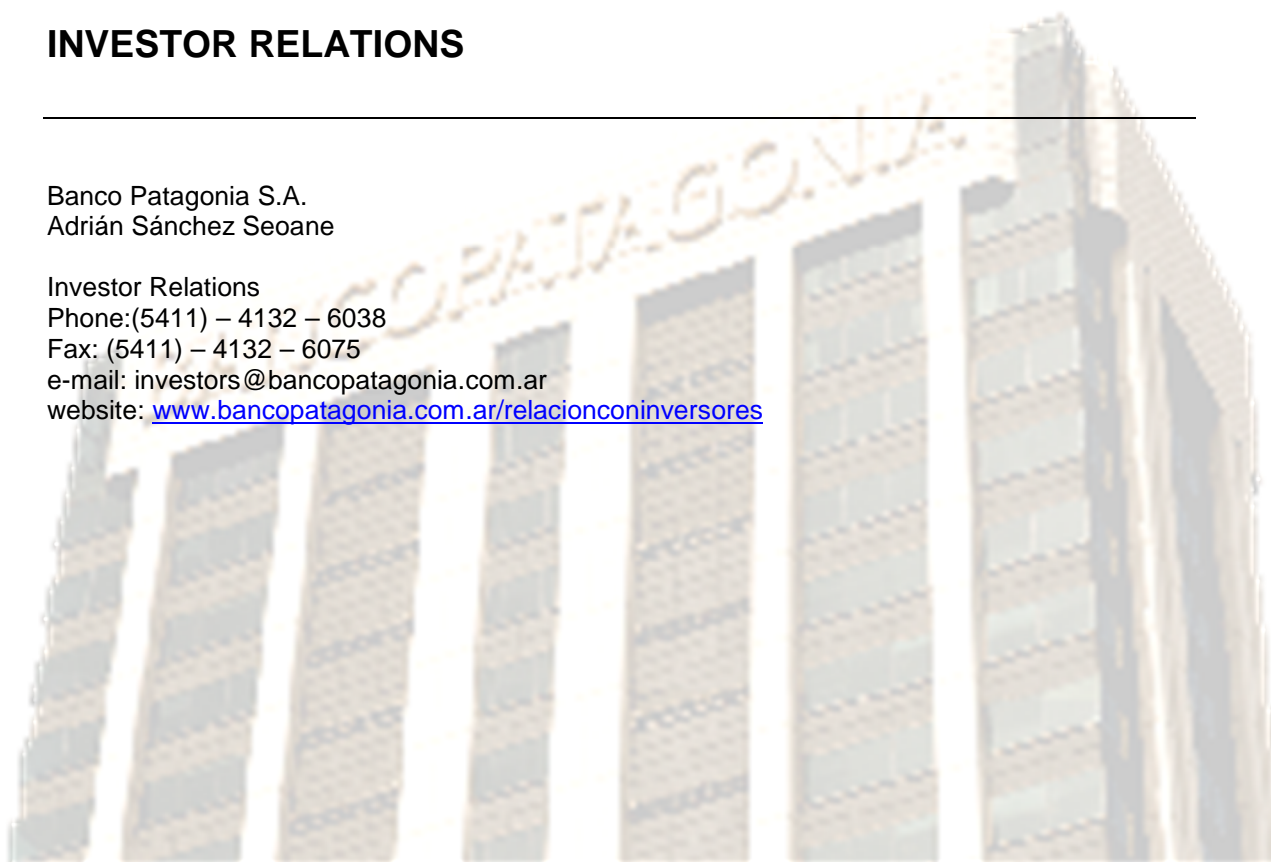 INVESTOR RELATIONS
BANCOPATAGONIA
Banco Patagonia S.A.
Adrián Sánchez Seoane
Investor Relations
Phone:(5411) – 4132 – 6038
Fax: (5411) – 4132 – 6075
e-mail: investors@bancopatagonia.com.ar
website: www.bancopatagonia.com.ar/relacionconinversores